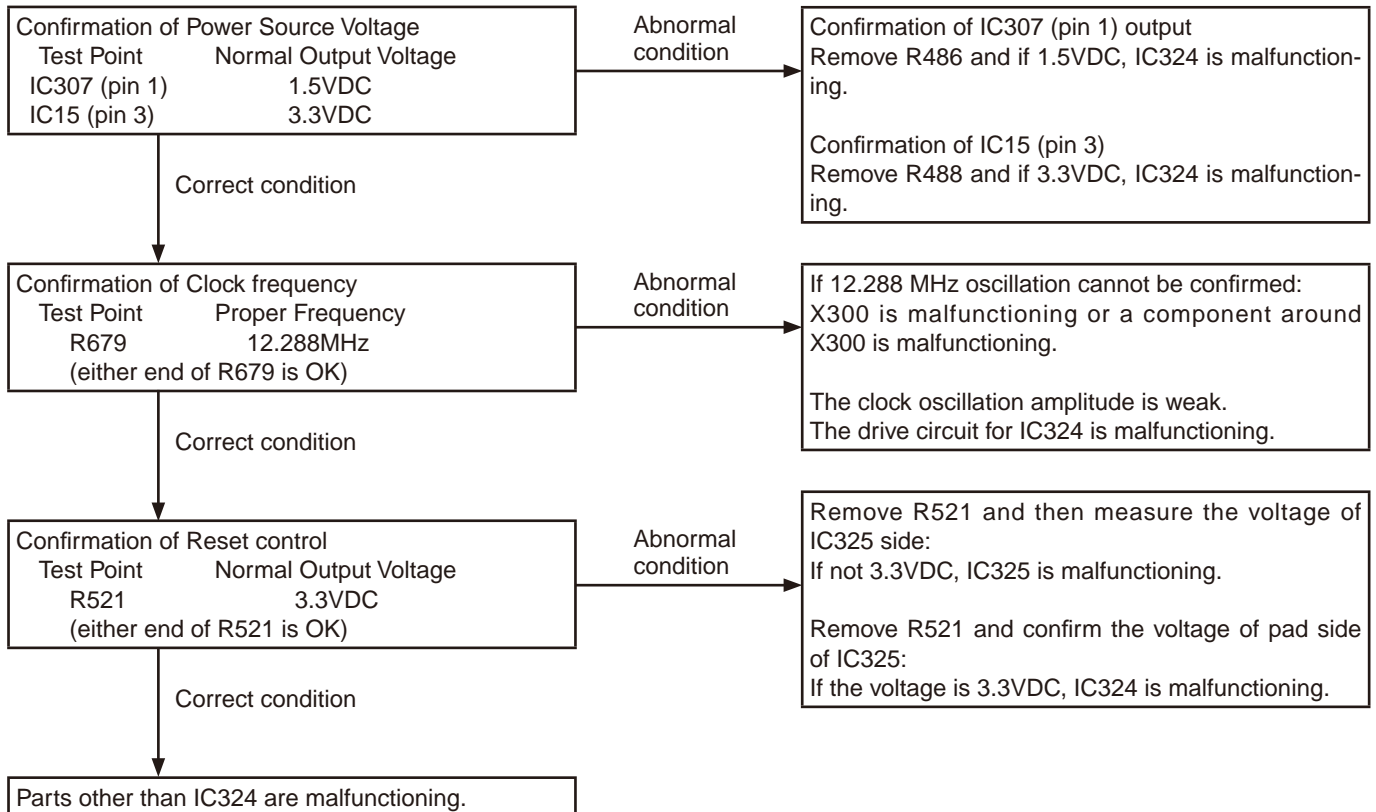 Confirmation of Power Source Voltage
Test Point Normal Output Voltage
IC307 (pin 1) 1.5VDC
IC15 (pin 3) 3.3VDC
Abnormal
condition
Confirmation of IC307 (pin 1) output
Remove R486 and if 1.5VDC, IC324 is malfunction-
ing.
Confirmation of IC15 (pin 3)
Remove R488 and if 3.3VDC, IC324 is malfunction-
ing.
Correct condition
Confirmation of Clock frequency
Test Point Proper Frequency
R679 12.288MHz
(either end of R679 is OK)
Abnormal
condition
If 12.288 MHz oscillation cannot be confirmed:
X300 is malfunctioning or a component around
X300 is malfunctioning.
The clock oscillation amplitude is weak.
The drive circuit for IC324 is malfunctioning.
Correct condition
Confirmation of Reset control
Test Point Normal Output Voltage
R521 3.3VDC
(either end of R521 is OK)
Abnormal
condition
Remove R521 and then measure the voltage of
IC325 side:
If not 3.3VDC, IC325 is malfunctioning.
Remove R521 and confirm the voltage of pad side
of IC325:
If the voltage is 3.3VDC, IC324 is malfunctioning.
Correct condition
Parts other than IC324 are malfunctioning.